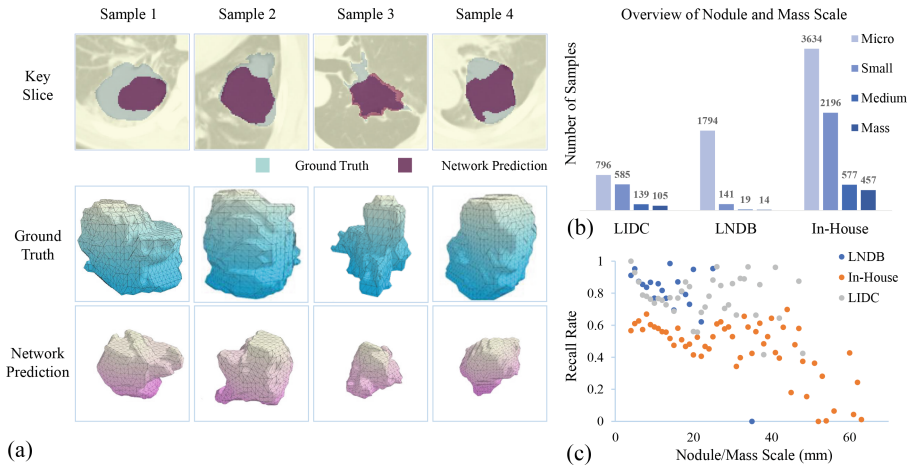 Sample 1
Sample 2
Sample 3
Sample 4
Key
Slice
Ground Truth
Network Prediction
Ground
Truth
Network
Prediction
(a)
Overview of Nodule and Mass Scale
Number of Samples
3634
Micro
Small
Medium
Mass
2196
1794
796
585
577
457
139
105
141
19
14
(b)
LIDC
LNDB
In-House
LNDB
In-House
LIDC
Recall Rate
1
0.8
0.6
0.4
0.2
0
0
20
40
60
Nodule/Mass Scale (mm)
(c)